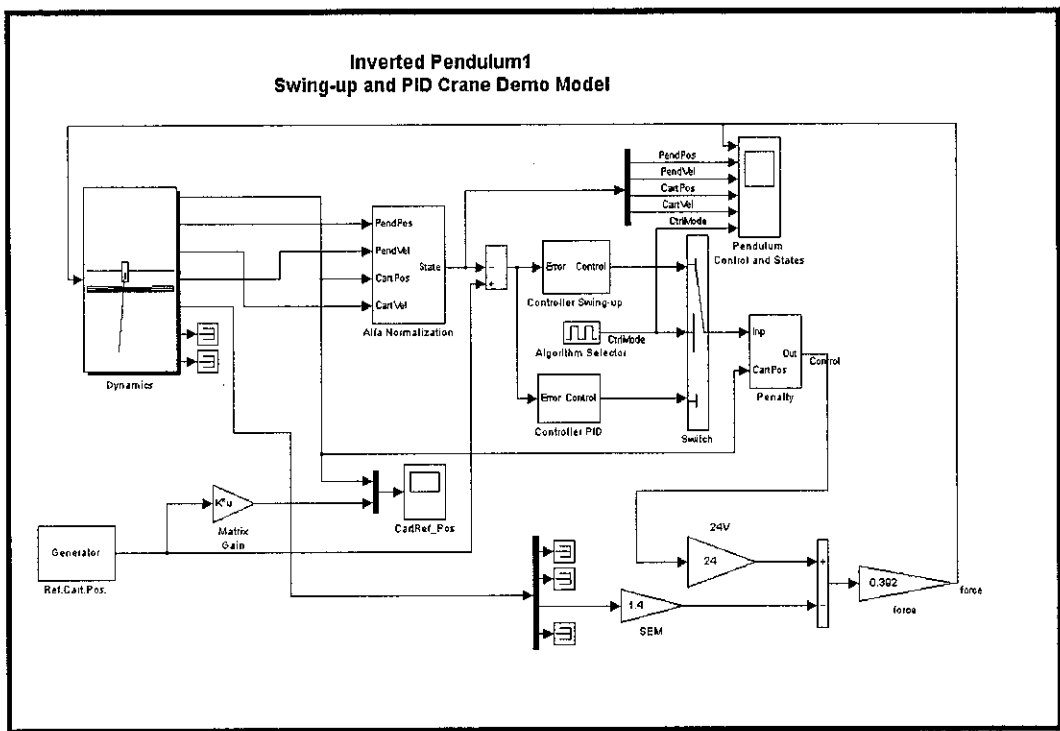 Inverted Pendulum1
Swing-up and PID Crane Demo Model
PendPos
PendVel
CartPos
CartVel
CtrlMode
Pendulum
Control and States
PendPos
PendVel
CartPos
CartVel
State
Alfa Normalization
-
+
Error Control
Controller Swing-up
CtrlMode
Algorithm Selector
Error Control
Controller PID
Switch
Inp
CartPos
Out
Penalty
Control
Dynamics
K*u
Matrix
Gain
CartRef_Pos
Generator
Ref.Cart.Pos.
24V
24
1.4
SEM
+
-
0.392
force
force